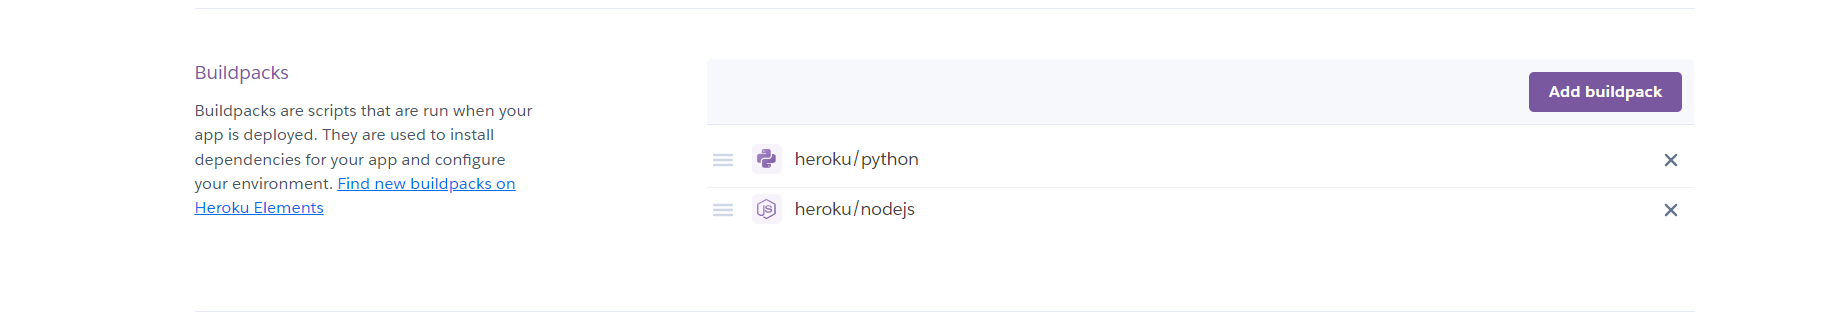 Buildpacks
Buildpacks are scripts that are run when your
app is deployed. They are used to install
dependencies for your app and configure
your environment. Find new buildpacks on
Heroku Elements
Add buildpack
heroku/python
heroku/nodejs